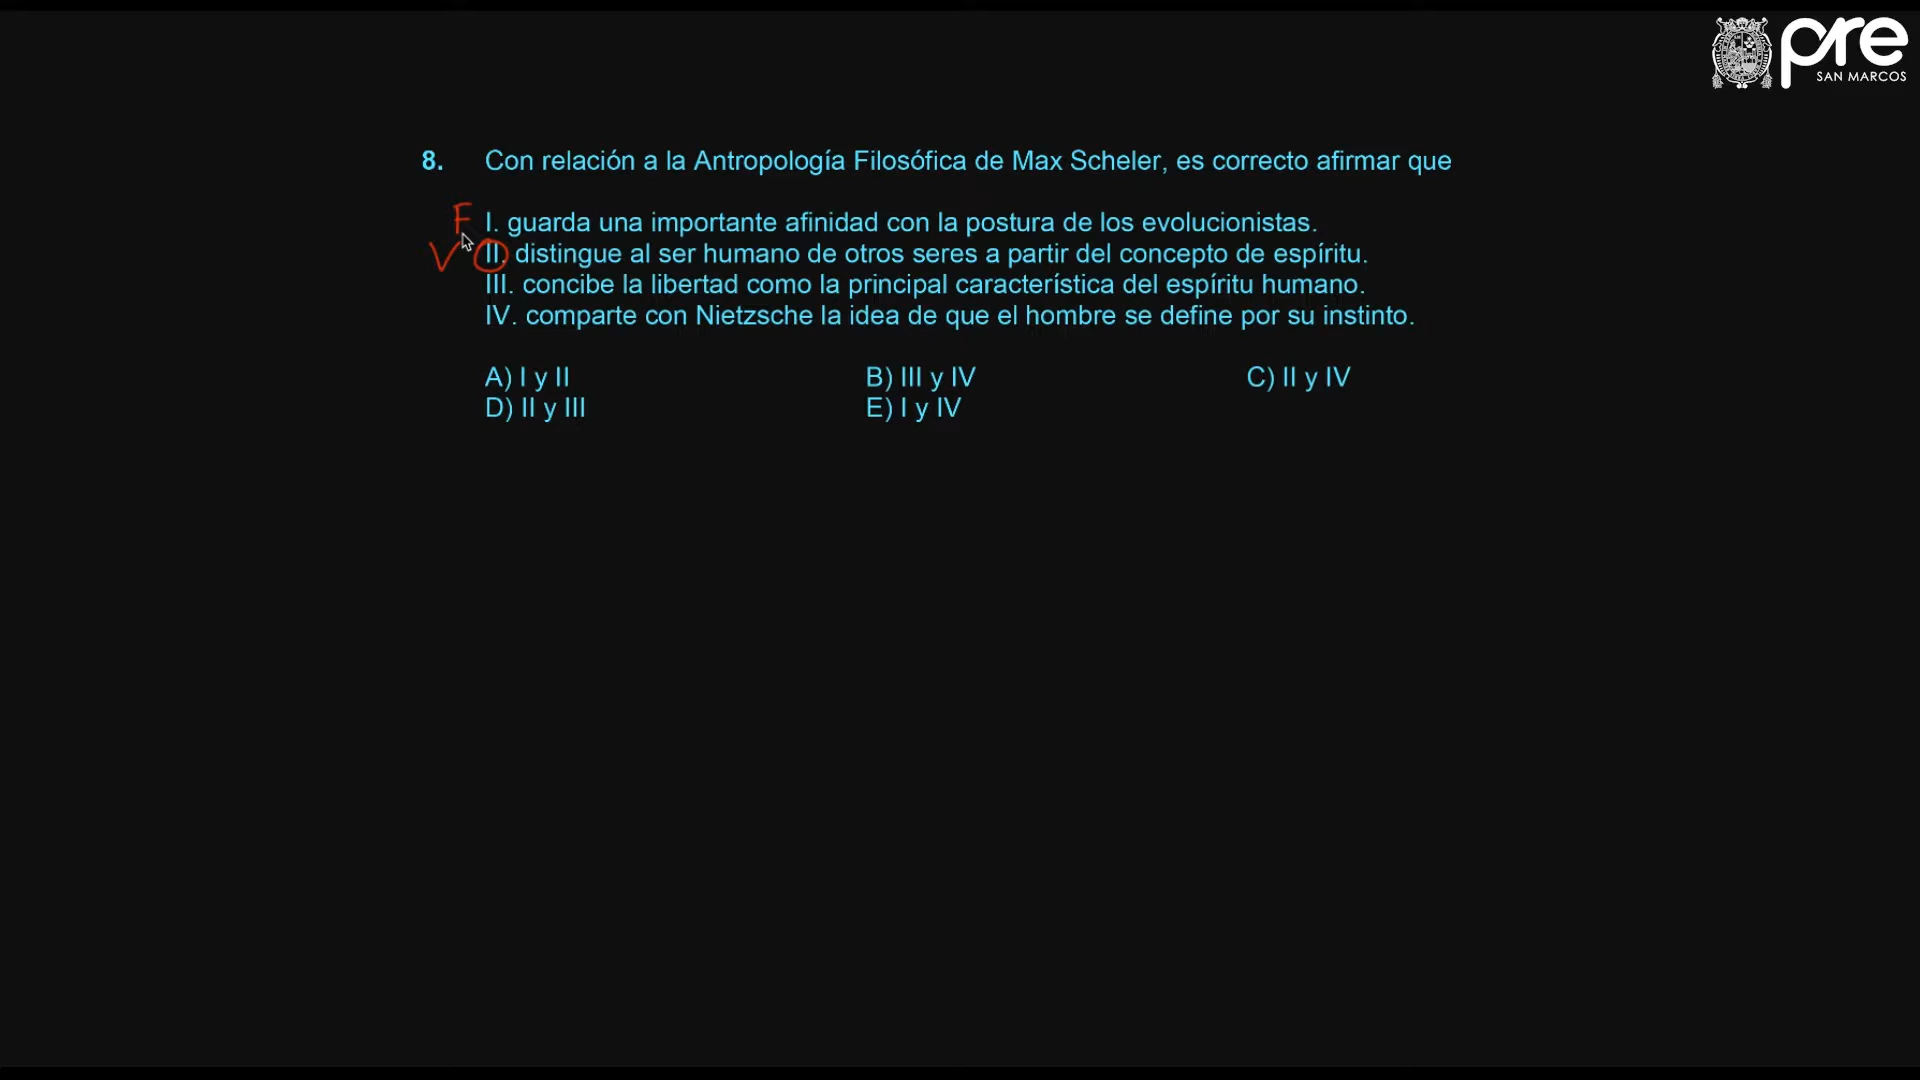 pre
SAN MARCOS
8. Con relación a la Antropología Filosófica de Max Scheler, es correcto afirmar que
F I. guarda una importante afinidad con la postura de los evolucionistas.
V II. distingue al ser humano de otros seres a partir del concepto de espíritu.
III. concibe la libertad como la principal característica del espíritu humano.
IV. comparte con Nietzsche la idea de que el hombre se define por su instinto.
A) I y II B) III y IV C) II y IV
D) II y III E) I y IV